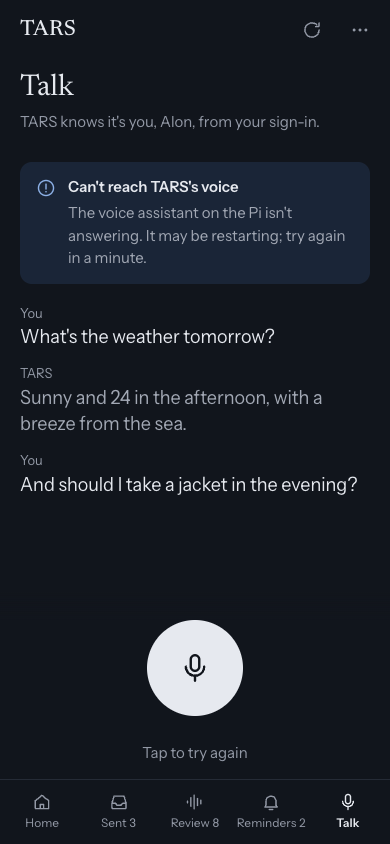 TARS
Talk
TARS knows it's you, Alon, from your sign-in.
Can't reach TARS's voice
The voice assistant on the Pi isn't
answering. It may be restarting; try again
in a minute.
You
What's the weather tomorrow?
TARS
Sunny and 24 in the afternoon, with a
breeze from the sea.
You
And should I take a jacket in the evening?
Tap to try again
Home
Sent 3
Review 8
Reminders 2
Talk